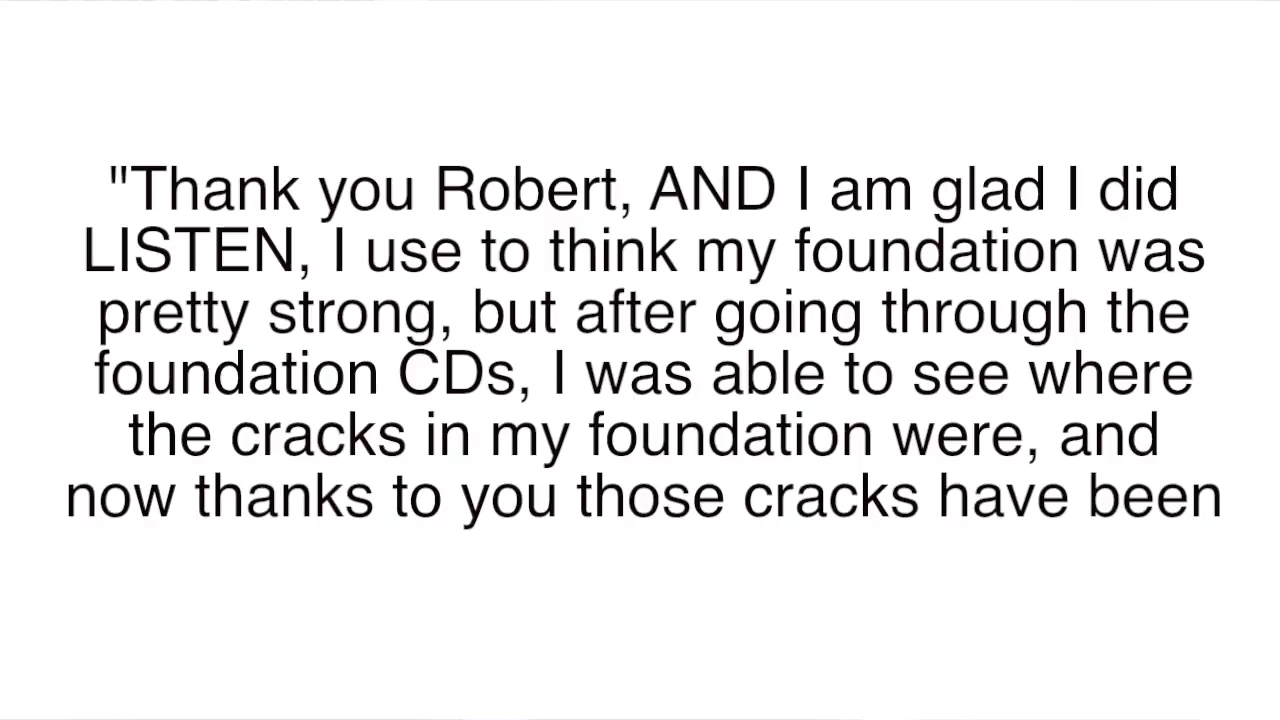 "Thank you Robert, AND I am glad I did
LISTEN, I use to think my foundation was
pretty strong, but after going through the
foundation CDs, I was able to see where
the cracks in my foundation were, and
now thanks to you those cracks have been